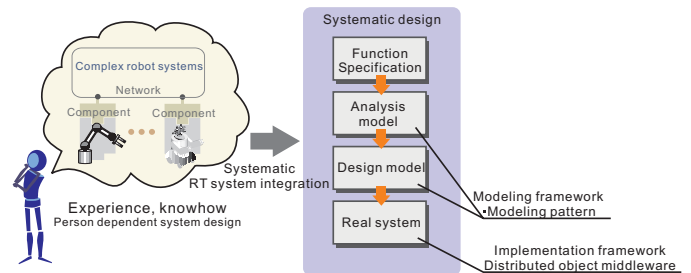 Complex robot systems
Network
Component
Component
Experience, knowhow
Person dependent system design
Systematic
RT system integration
Systematic design
Function
Specification
Analysis
model
Design model
Real system
Modeling framework
▪Modeling pattern
Implementation framework
Distributed object middleware